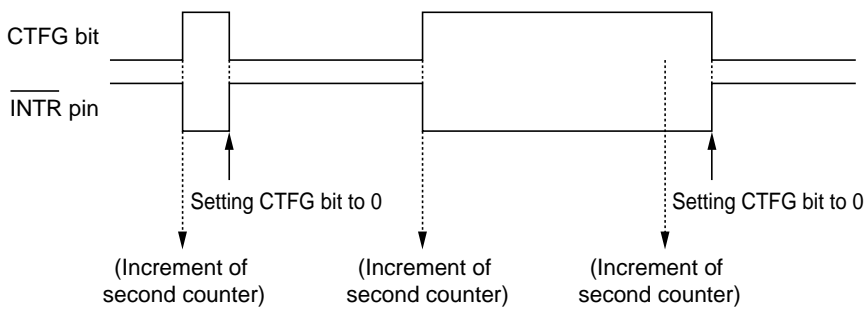 CTFG bit
INTR pin
Setting CTFG bit to 0
Setting CTFG bit to 0
(Increment of
second counter)
(Increment of
second counter)
(Increment of
second counter)